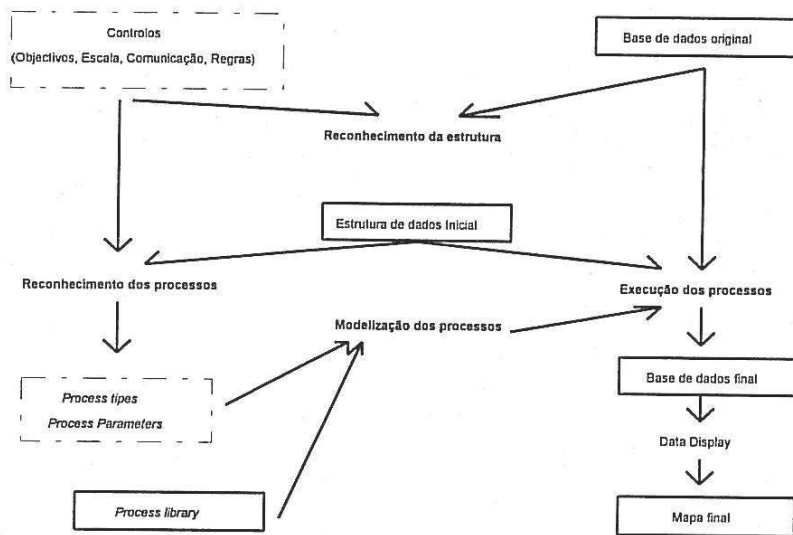 Controlos
(Objectivos, Escala, Comunicação, Regras)
Base de dados original
Reconhecimento da estrutura
Estrutura de dados Inicial
Reconhecimento dos processos
Execução dos processos
Modelização dos processos
Process tipes
Process Parameters
Base de dados final
Data Display
Process library
Mapa final